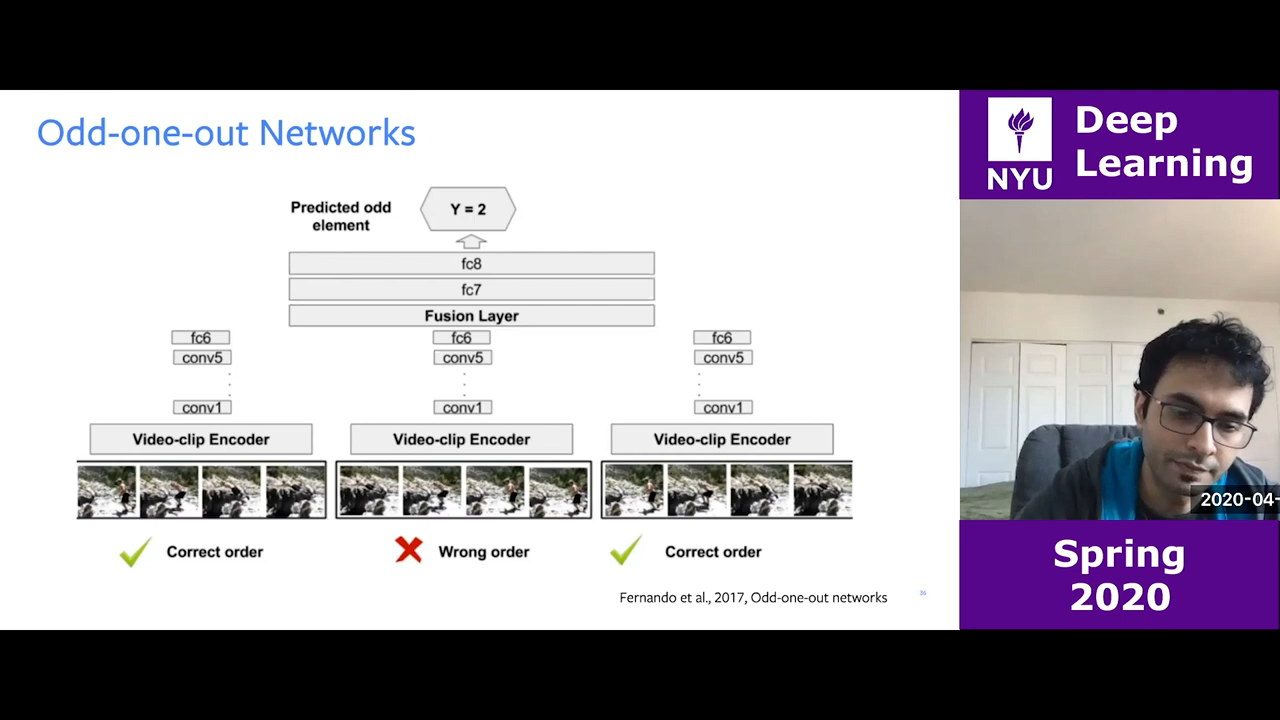 Odd-one-out Networks
Predicted odd
element
Y = 2
fc8
fc7
Fusion Layer
fc6
fc6
fc6
conv5
conv5
conv5
conv1
conv1
conv1
Video-clip Encoder
Video-clip Encoder
Video-clip Encoder
Correct order
Wrong order
Correct order
Fernando et al., 2017, Odd-one-out networks
36
NYU
Deep
Learning
2020-04-
Spring
2020